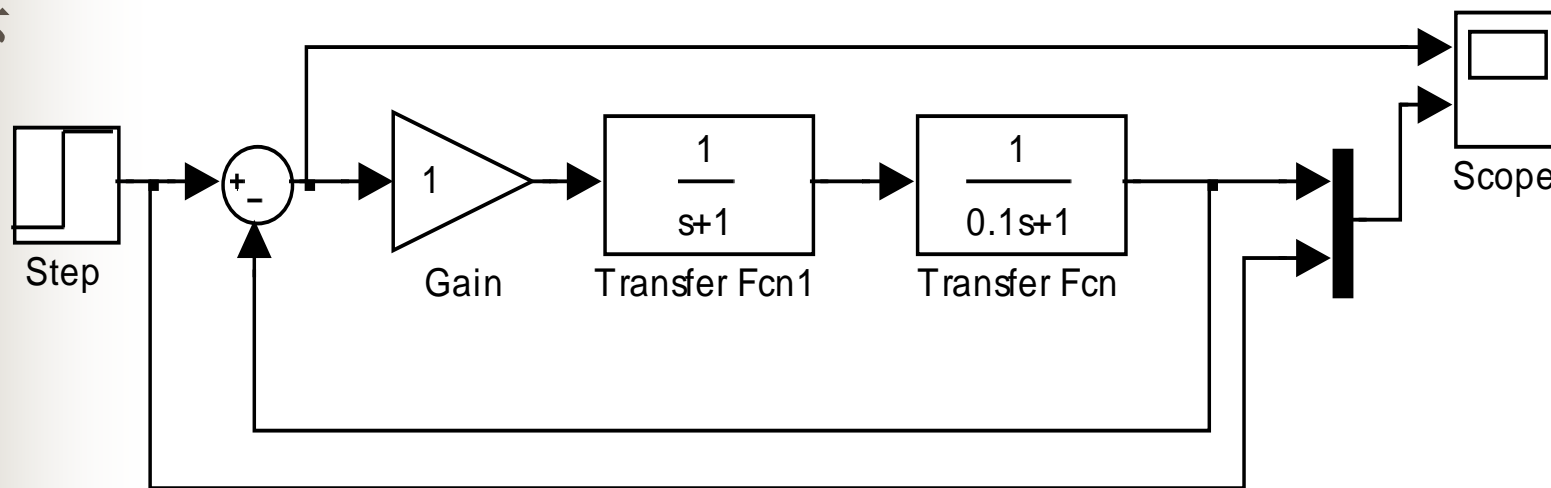 +
−
1
1
s+1
1
0.1s+1
Step
Gain
Transfer Fcn1
Transfer Fcn
Scope